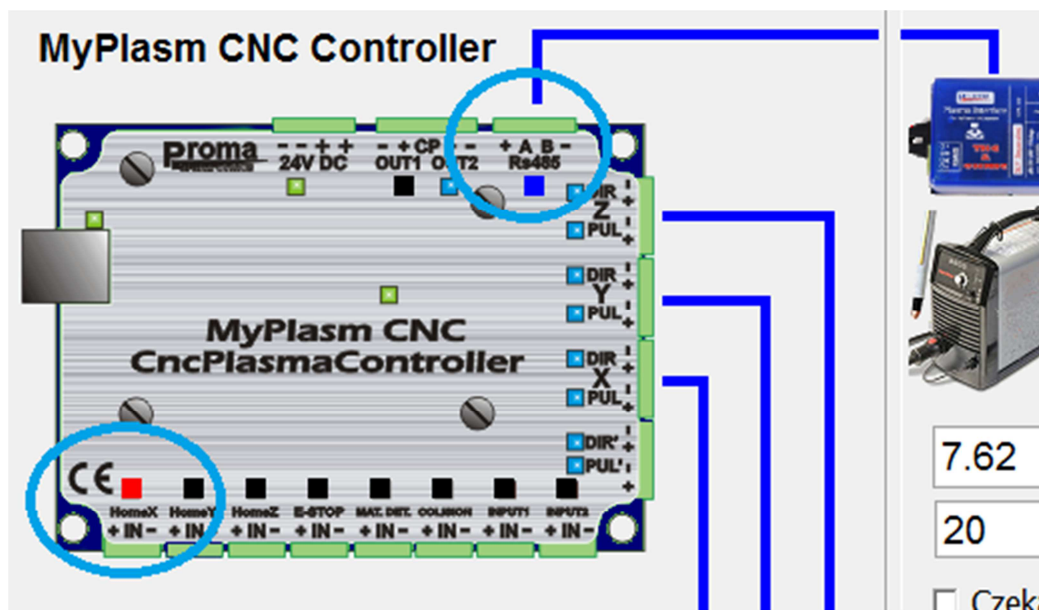 MyPlasm CNC Controller
Proma
- - + + - + CP - - + A B -
24V DC OUT1 OUT2 Rs485
DIR - +
Z
PUL - +
DIR - +
Y
PUL - +
DIR - +
X
PUL - +
DIR' - +
PUL' - +
MyPlasm CNC
CncPlasmaController
CE
HomeX HomeY HomeZ E-STOP MAT. DET. COLISION INPUT1 INPUT2
+ IN - + IN - + IN - + IN - + IN - + IN - + IN - + IN -
7.62
20
Czeka